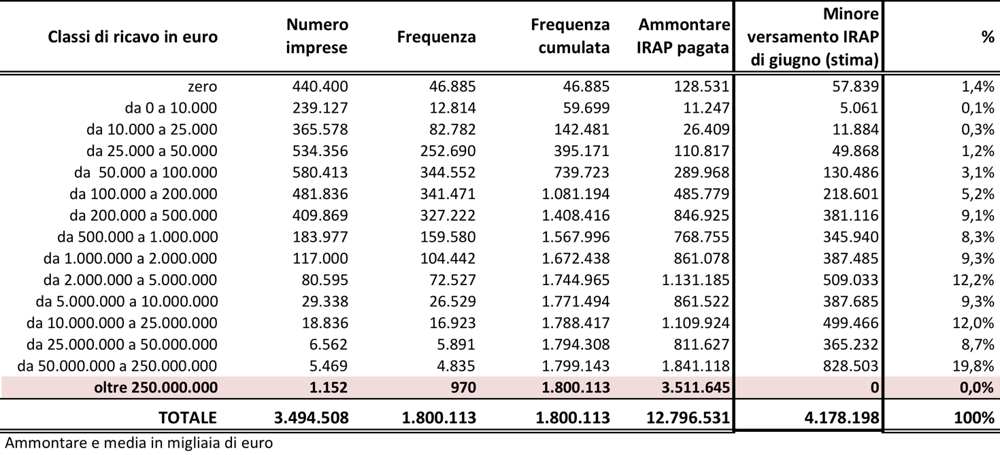 Classi di ricavo in euro Numero imprese Frequenza Frequenza cumulata Ammontare IRAP pagata Minore versamento IRAP di giugno (stima) %
zero 440.400 46.885 46.885 128.531 57.839 1,4%
da 0 a 10.000 239.127 12.814 59.699 11.247 5.061 0,1%
da 10.000 a 25.000 365.578 82.782 142.481 26.409 11.884 0,3%
da 25.000 a 50.000 534.356 252.690 395.171 110.817 49.868 1,2%
da 50.000 a 100.000 580.413 344.552 739.723 289.968 130.486 3,1%
da 100.000 a 200.000 481.836 341.471 1.081.194 485.779 218.601 5,2%
da 200.000 a 500.000 409.869 327.222 1.408.416 846.925 381.116 9,1%
da 500.000 a 1.000.000 183.977 159.580 1.567.996 768.755 345.940 8,3%
da 1.000.000 a 2.000.000 117.000 104.442 1.672.438 861.078 387.485 9,3%
da 2.000.000 a 5.000.000 80.595 72.527 1.744.965 1.131.185 509.033 12,2%
da 5.000.000 a 10.000.000 29.338 26.529 1.771.494 861.522 387.685 9,3%
da 10.000.000 a 25.000.000 18.836 16.923 1.788.417 1.109.924 499.466 12,0%
da 25.000.000 a 50.000.000 6.562 5.891 1.794.308 811.627 365.232 8,7%
da 50.000.000 a 250.000.000 5.469 4.835 1.799.143 1.841.118 828.503 19,8%
oltre 250.000.000 1.152 970 1.800.113 3.511.645 0 0,0%
TOTALE 3.494.508 1.800.113 1.800.113 12.796.531 4.178.198 100%
Ammontare e media in migliaia di euro